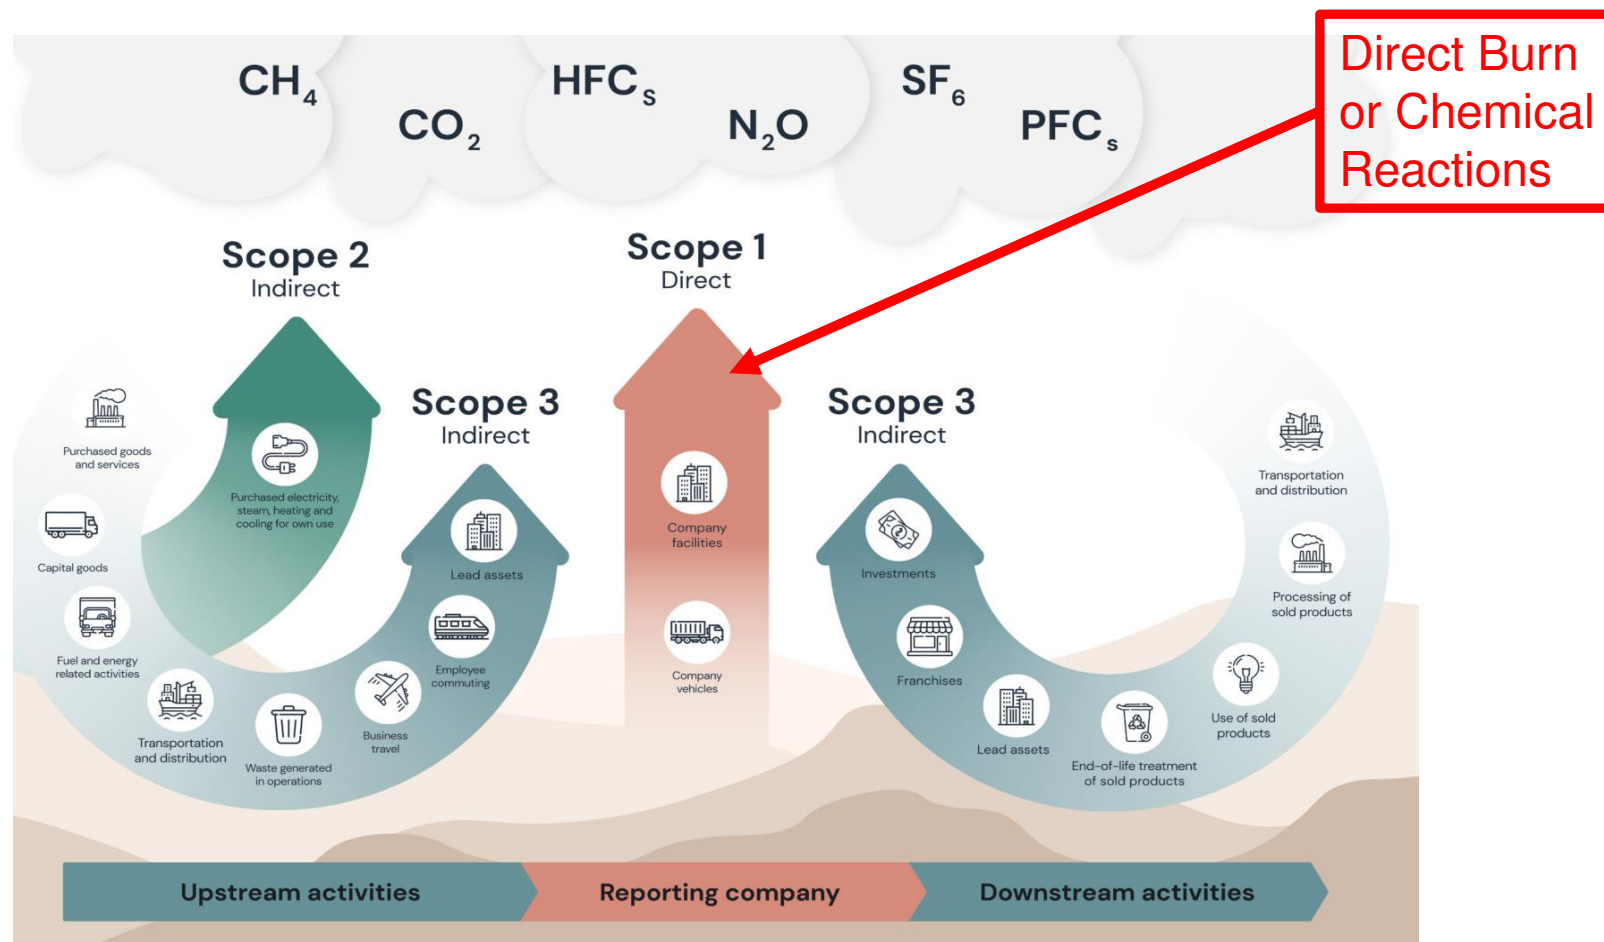 Direct Burn
or Chemical
Reactions
CH₄
CO₂
HFCₛ
N₂O
SF₆
PFCₛ
Scope 2
Indirect
Scope 1
Direct
Scope 3
Indirect
Scope 3
Indirect
Purchased goods
and services
Capital goods
Fuel and energy
related activities
Transportation
and distribution
Waste generated
in operations
Business
travel
Employee
commuting
Lead assets
Purchased electricity,
steam, heating and
cooling for own use
Company
facilities
Company
vehicles
Investments
Franchises
Lead assets
End-of-life treatment
of sold products
Use of sold
products
Processing of
sold products
Transportation
and distribution
Upstream activities
Reporting company
Downstream activities